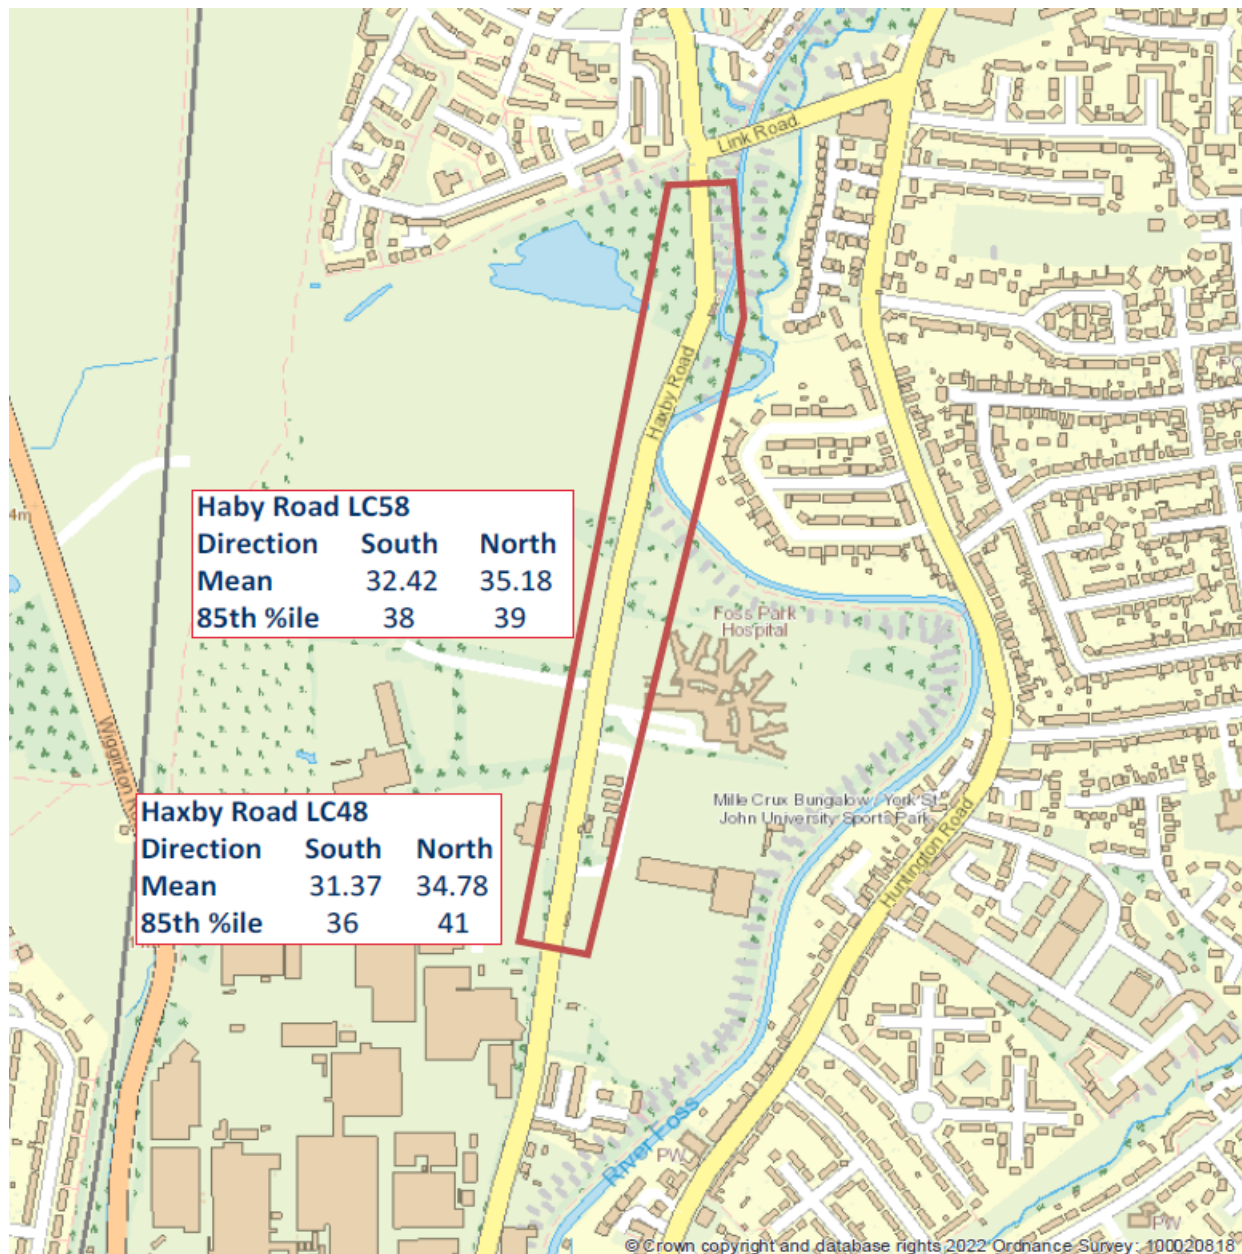 Link Road
Haxby Road
4m
Haby Road LC58
Direction South North
Mean 32.42 35.18
85th %ile 38 39
Foss Park
Hospital
Wigginton
Haxby Road LC48
Direction South North
Mean 31.37 34.78
85th %ile 36 41
Mille Crux Bungalow, York St
John University Sports Park
Huntington Road
River Foss
PW
PW
© Crown copyright and database rights 2022 Ordnance Survey: 100020818